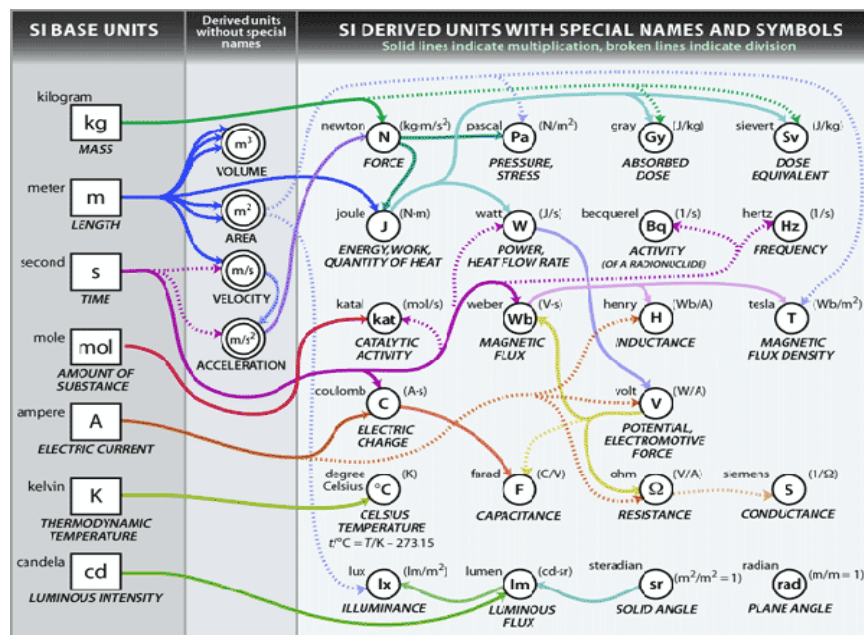 SI BASE UNITS
Derived units
without special
names
SI DERIVED UNITS WITH SPECIAL NAMES AND SYMBOLS
Solid lines indicate multiplication, broken lines indicate division
kilogram
kg
MASS
m³
VOLUME
newton
N
(kg·m/s²)
FORCE
pascal
Pa
(N/m²)
PRESSURE,
STRESS
gray
Gy
(J/kg)
ABSORBED
DOSE
sievert
Sv
(J/kg)
DOSE
EQUIVALENT
meter
m
LENGTH
m²
AREA
joule
J
(N·m)
ENERGY, WORK,
QUANTITY OF HEAT
watt
W
(J/s)
POWER,
HEAT FLOW RATE
becquerel
Bq
(1/s)
ACTIVITY
(OF A RADIONUCLIDE)
hertz
Hz
(1/s)
FREQUENCY
second
s
TIME
m/s
VELOCITY
m/s²
ACCELERATION
katal
kat
(mol/s)
CATALYTIC
ACTIVITY
weber
Wb
(V·s)
MAGNETIC
FLUX
henry
H
(Wb/A)
INDUCTANCE
tesla
T
(Wb/m²)
MAGNETIC
FLUX DENSITY
mole
mol
AMOUNT OF
SUBSTANCE
coulomb
C
(A·s)
ELECTRIC
CHARGE
volt
V
(W/A)
POTENTIAL,
ELECTROMOTIVE
FORCE
ampere
A
ELECTRIC CURRENT
kelvin
K
THERMODYNAMIC
TEMPERATURE
degree
Celsius
°C
(K)
CELSIUS
TEMPERATURE
t/°C = T/K – 273.15
farad
F
(C/V)
CAPACITANCE
ohm
Ω
(V/A)
RESISTANCE
siemens
S
(1/Ω)
CONDUCTANCE
candela
cd
LUMINOUS INTENSITY
lux
lx
(lm/m²)
ILLUMINANCE
lumen
lm
(cd·sr)
LUMINOUS
FLUX
steradian
sr
(m²/m² = 1)
SOLID ANGLE
radian
rad
(m/m = 1)
PLANE ANGLE